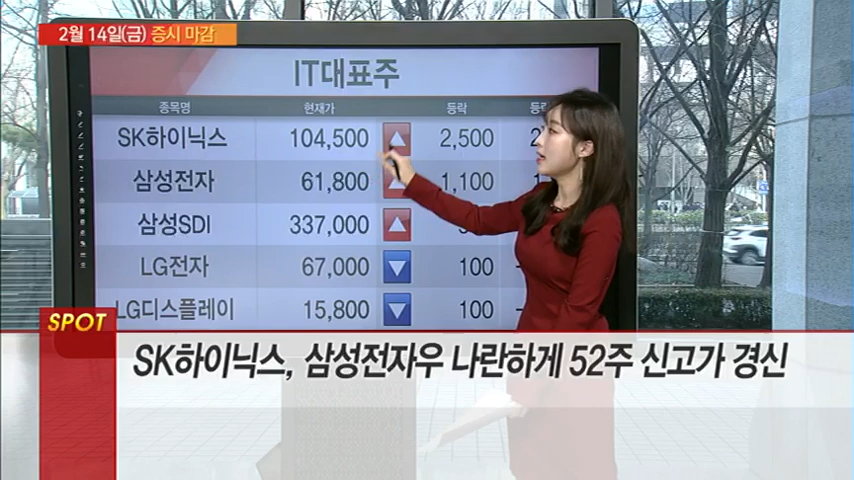 2월 14일(금) 증시 마감
IT대표주
종목명 현재가 등락
SK하이닉스 104,500 ▲ 2,500
삼성전자 61,800 ▲ 1,100
삼성SDI 337,000 ▲
LG전자 67,000 ▼ 100
LG디스플레이 15,800 ▼ 100
SPOT
SK하이닉스, 삼성전자우 나란하게 52주 신고가 경신